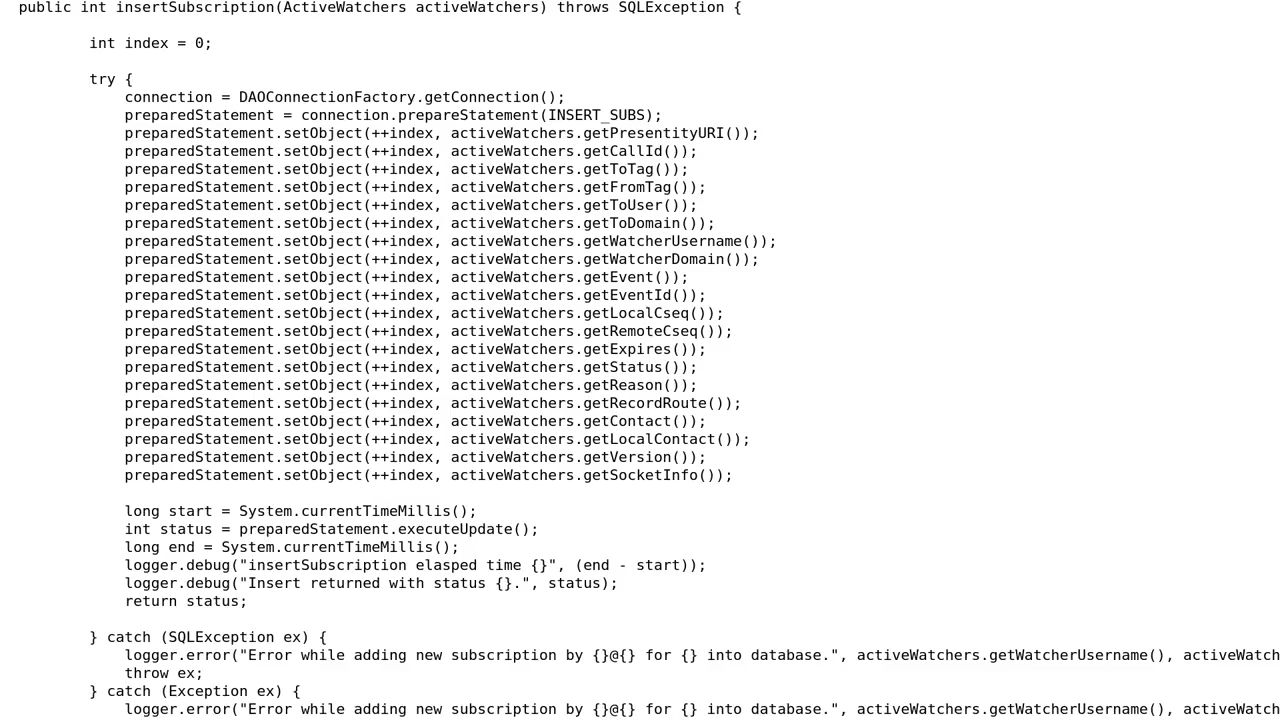 public int insertSubscription(ActiveWatchers activeWatchers) throws SQLException {
int index = 0;
try {
connection = DAOConnectionFactory.getConnection();
preparedStatement = connection.prepareStatement(INSERT_SUBS);
preparedStatement.setObject(++index, activeWatchers.getPresentityURI());
preparedStatement.setObject(++index, activeWatchers.getCallId());
preparedStatement.setObject(++index, activeWatchers.getToTag());
preparedStatement.setObject(++index, activeWatchers.getFromTag());
preparedStatement.setObject(++index, activeWatchers.getToUser());
preparedStatement.setObject(++index, activeWatchers.getToDomain());
preparedStatement.setObject(++index, activeWatchers.getWatcherUsername());
preparedStatement.setObject(++index, activeWatchers.getWatcherDomain());
preparedStatement.setObject(++index, activeWatchers.getEvent());
preparedStatement.setObject(++index, activeWatchers.getEventId());
preparedStatement.setObject(++index, activeWatchers.getLocalCseq());
preparedStatement.setObject(++index, activeWatchers.getRemoteCseq());
preparedStatement.setObject(++index, activeWatchers.getExpires());
preparedStatement.setObject(++index, activeWatchers.getStatus());
preparedStatement.setObject(++index, activeWatchers.getReason());
preparedStatement.setObject(++index, activeWatchers.getRecordRoute());
preparedStatement.setObject(++index, activeWatchers.getContact());
preparedStatement.setObject(++index, activeWatchers.getLocalContact());
preparedStatement.setObject(++index, activeWatchers.getVersion());
preparedStatement.setObject(++index, activeWatchers.getSocketInfo());
long start = System.currentTimeMillis();
int status = preparedStatement.executeUpdate();
long end = System.currentTimeMillis();
logger.debug("insertSubscription elasped time {}", (end - start));
logger.debug("Insert returned with status {}.", status);
return status;
} catch (SQLException ex) {
logger.error("Error while adding new subscription by {}@{} for {} into database.", activeWatchers.getWatcherUsername(), activeWatch
throw ex;
} catch (Exception ex) {
logger.error("Error while adding new subscription by {}@{} for {} into database.", activeWatchers.getWatcherUsername(), activeWatch